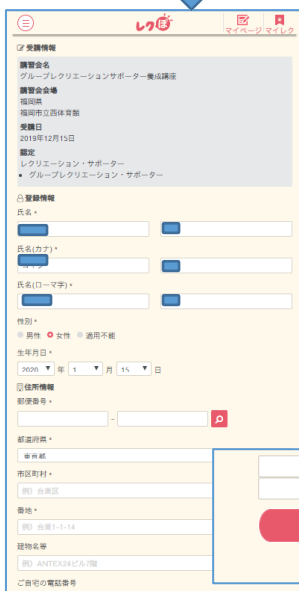 レクぽ
マイページ マイレク
受講情報
講習会名
グループレクリエーションサポーター養成講座
講習会会場
福岡県
福岡市立西体育館
受講日
2019年12月15日
認定
レクリエーション・サポーター
• グループレクリエーション・サポーター
登録情報
氏名 *
氏名(カナ) *
氏名(ローマ字) *
性別 *
男性 女性 適用不能
生年月日 *
2020 ▼ 年 1 ▼ 月 15 ▼ 日
住所情報
郵便番号 *
-
都道府県 *
東京都
市区町村 *
例）台東区
番地 *
例）台東1-1-14
建物名等
例）ANTEX24ビル7階
ご自宅の電話番号